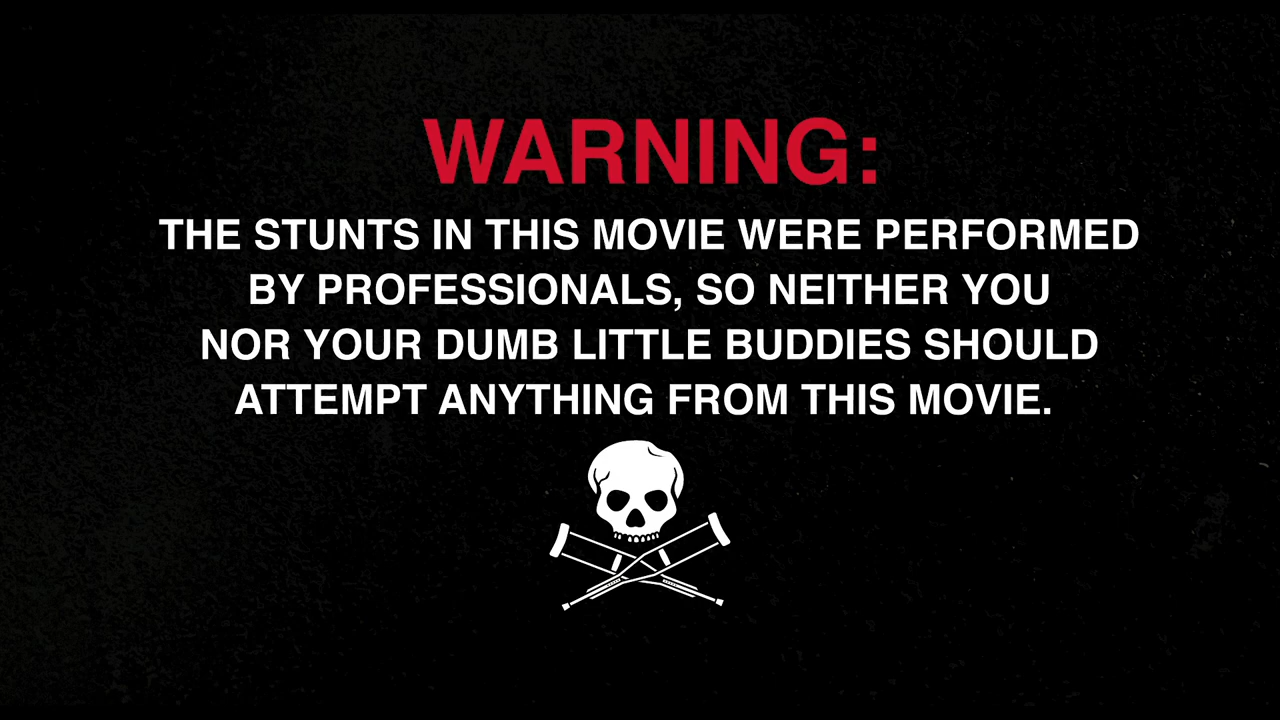 WARNING:
THE STUNTS IN THIS MOVIE WERE PERFORMED
BY PROFESSIONALS, SO NEITHER YOU
NOR YOUR DUMB LITTLE BUDDIES SHOULD
ATTEMPT ANYTHING FROM THIS MOVIE.